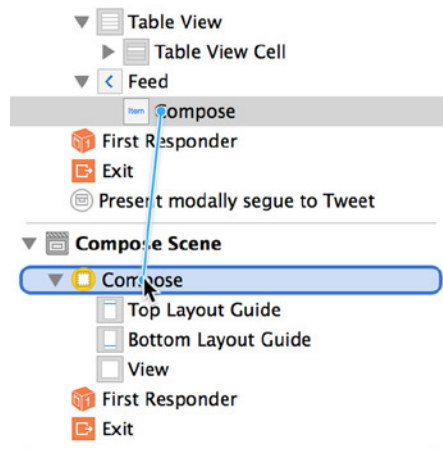 Table View
Table View Cell
Feed
Item Compose
First Responder
Exit
Present modally segue to Tweet
Compose Scene
Compose
Top Layout Guide
Bottom Layout Guide
View
First Responder
Exit